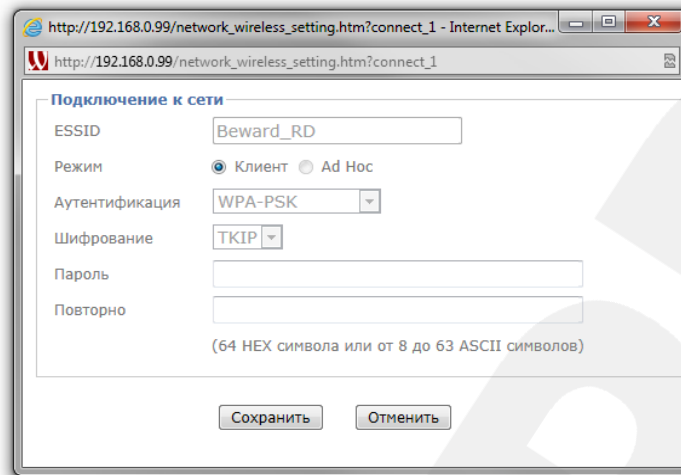 http://192.168.0.99/network_wireless_setting.htm?connect_1 - Internet Explor...
http://192.168.0.99/network_wireless_setting.htm?connect_1
Подключение к сети
ESSID Beward_RD
Режим Клиент Ad Hoc
Аутентификация WPA-PSK
Шифрование TKIP
Пароль
Повторно
(64 HEX символа или от 8 до 63 ASCII символов)
Сохранить Отменить